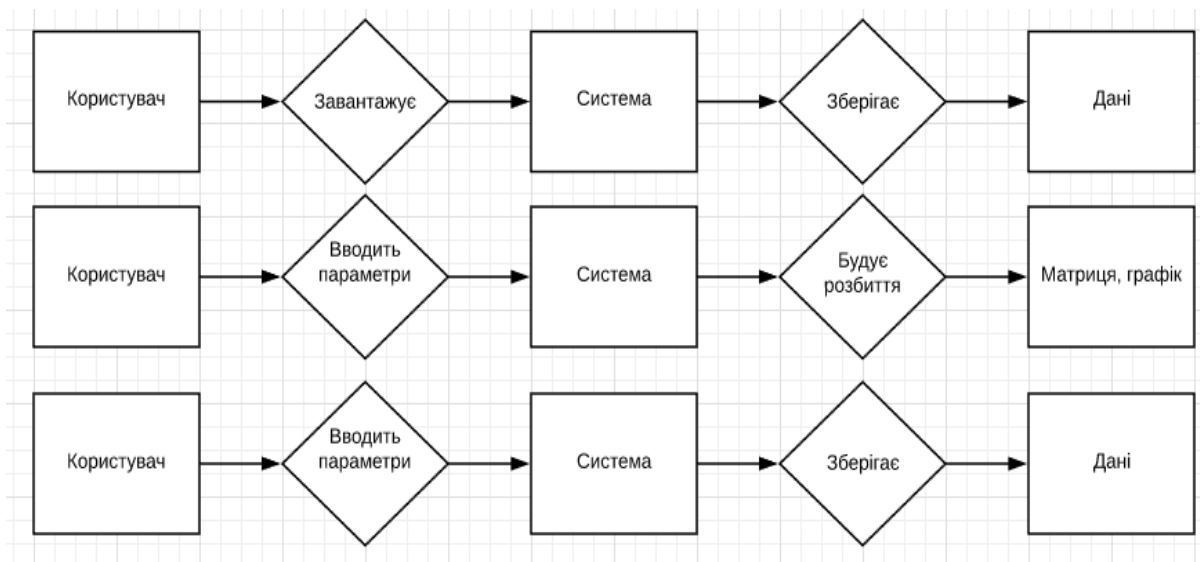 Користувач
Завантажує
Система
Зберігає
Дані
Користувач
Вводить
параметри
Система
Будує
розбиття
Матриця, графік
Користувач
Вводить
параметри
Система
Зберігає
Дані